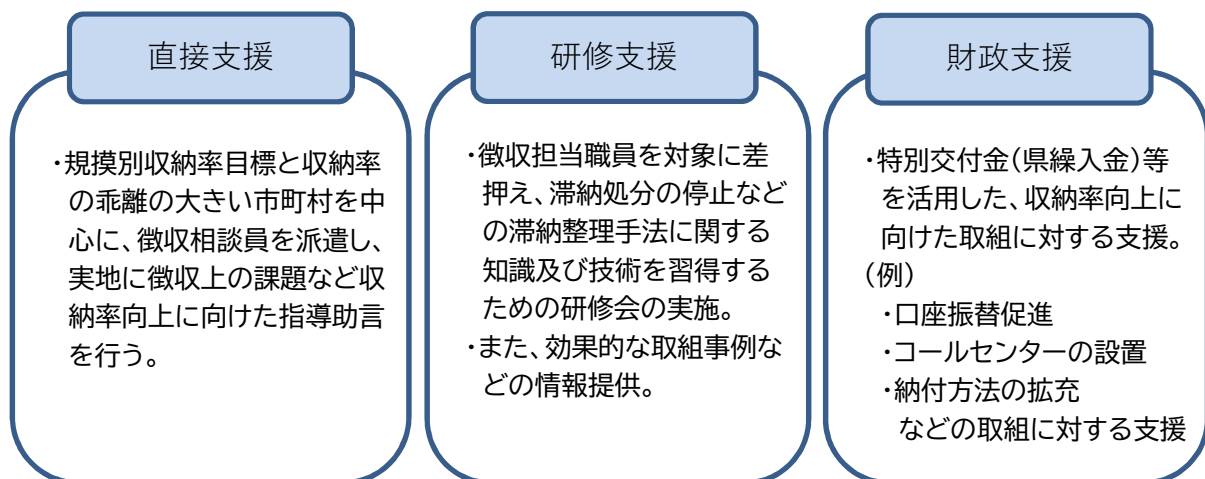 直接支援
・規模別収納率目標と収納率
の乖離の大きい市町村を中
心に、徴収相談員を派遣し、
実地に徴収上の課題など収
納率向上に向けた指導助言
を行う。
研修支援
・徴収担当職員を対象に差
押え、滞納処分の停止など
の滞納整理手法に関する
知識及び技術を習得する
ための研修会の実施。
・また、効果的な取組事例な
どの情報提供。
財政支援
・特別交付金(県繰入金)等
を活用した、収納率向上に
向けた取組に対する支援。
(例)
・口座振替促進
・コールセンターの設置
・納付方法の拡充
などの取組に対する支援